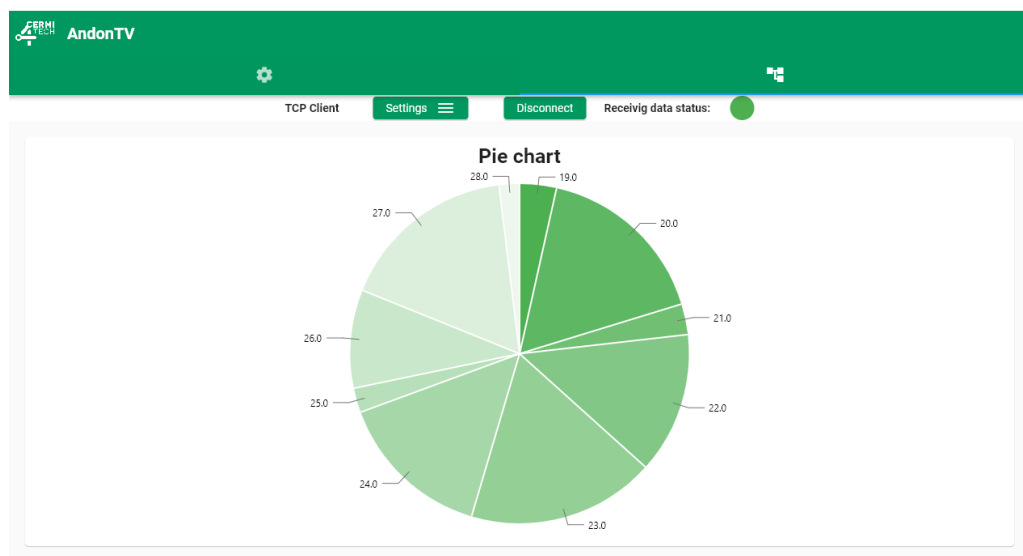 4CERMI
TECH
AndonTV
TCP Client
Settings
Disconnect
Receivig data status:
Pie chart
28.0
19.0
27.0
20.0
21.0
26.0
25.0
22.0
24.0
23.0